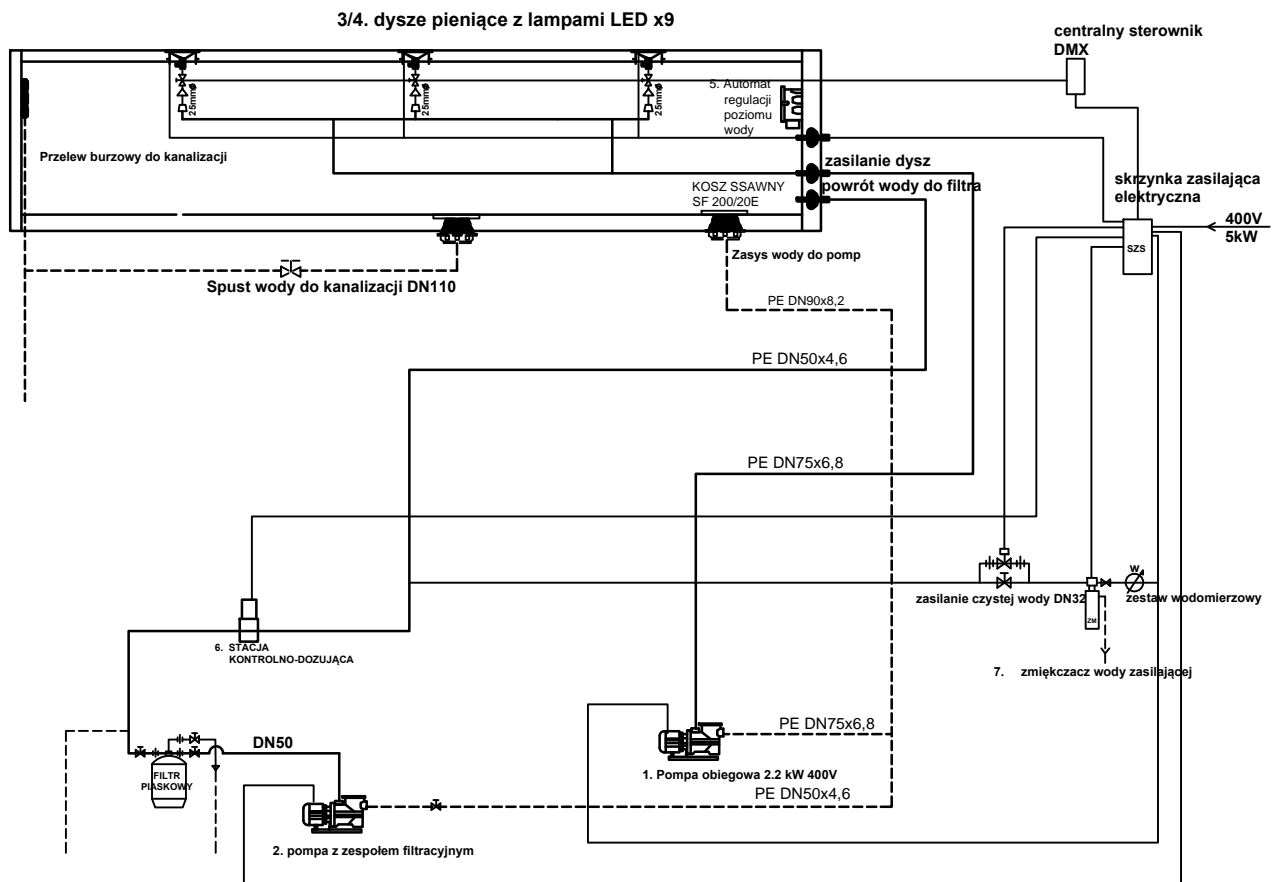 3/4. dysze pieniące z lampami LED x9
centralny sterownik
DMX
25mmø
25mmø
25mmø
5. Automat
regulacji
poziomu
wody
Przelew burzowy do kanalizacji
zasilanie dysz
KOSZ SSAWNY
SF 200/20E
powrót wody do filtra
skrzynka zasilająca
elektryczna
400V
5kW
SZS
Zasys wody do pomp
Spust wody do kanalizacji DN110
PE DN90x8,2
PE DN50x4,6
PE DN75x6,8
W
zasilanie czystej wody DN32
zestaw wodomierzowy
ZM
6. STACJA
KONTROLNO-DOZUJĄCA
7. zmiękczacz wody zasilającej
PE DN75x6,8
DN50
FILTR
PIASKOWY
1. Pompa obiegowa 2.2 kW 400V
PE DN50x4,6
2. pompa z zespołem filtracyjnym